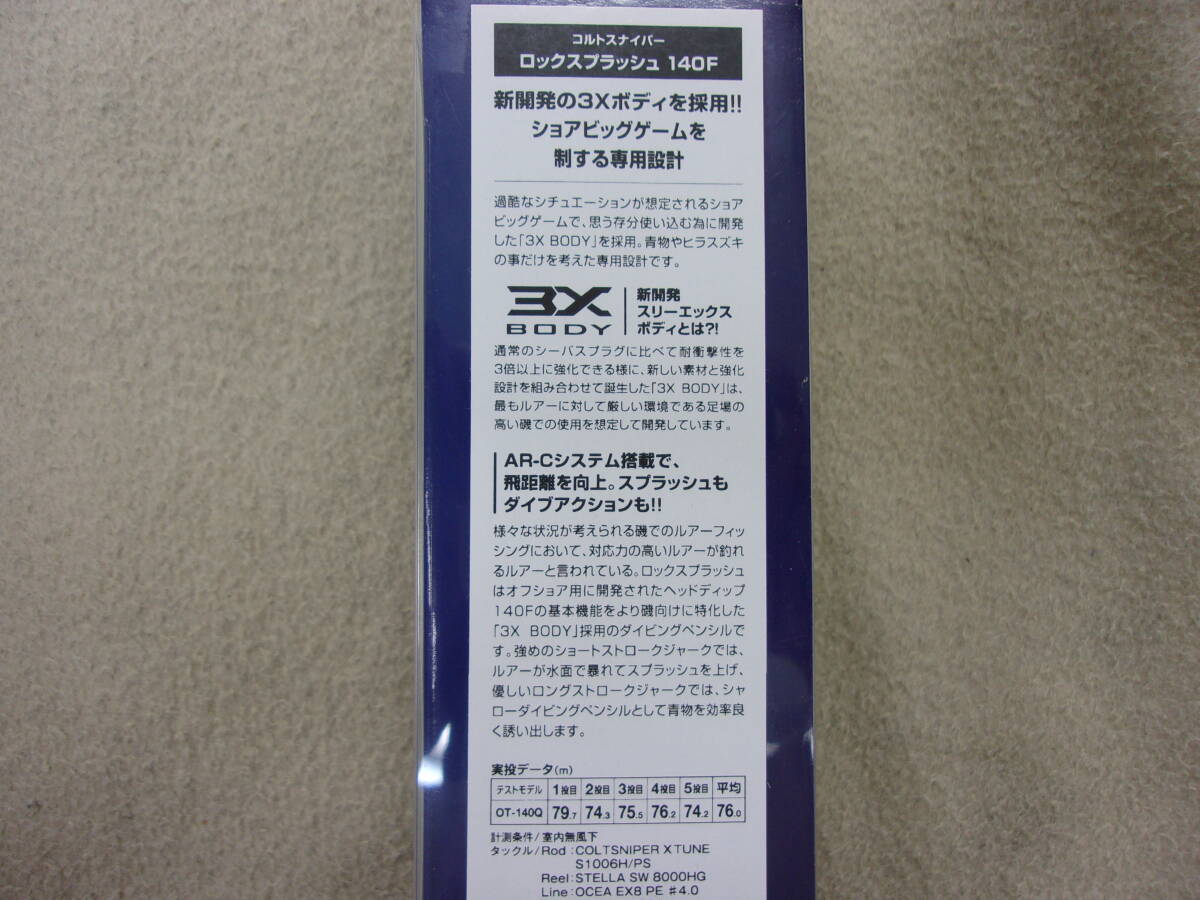 コルトスナイパー
ロックスプラッシュ 140F
新開発の3Xボディを採用!!
ショアビッグゲームを
制する専用設計
過酷なシチュエーションが想定されるショア
ビッグゲームで、思う存分使い込む為に開発
した「3X BODY」を採用。青物やヒラスズキ
の事だけを考えた専用設計です。
3X
BODY
新開発
スリーエックス
ボディとは?!
通常のシーバスプラグに比べて耐衝撃性を
3倍以上に強化できる様に、新しい素材と強化
設計を組み合わせて誕生した「3X BODY」は、
最もルアーに対して厳しい環境である足場の
高い磯での使用を想定して開発しています。
AR-Cシステム搭載で、
飛距離を向上。スプラッシュも
ダイブアクションも!!
様々な状況が考えられる磯でのルアーフィッ
シングにおいて、対応力の高いルアーが釣れ
るルアーと言われている。ロックスプラッシュ
はオフショア用に開発されたヘッドディップ
140Fの基本機能をより磯向けに特化した
「3X BODY」採用のダイビングペンシルで
す。強めのショートストロークジャークでは、
ルアーが水面で暴れてスプラッシュを上げ、
優しいロングストロークジャークでは、シャ
ローダイビングペンシルとして青物を効率良
く誘い出します。
実投データ(m)
テストモデル 1投目 2投目 3投目 4投目 5投目 平均
OT-140Q 79.7 74.3 75.5 76.2 74.2 76.0
計測条件/室内無風下
タックル/Rod:COLTSNIPER XTUNE
S1006H/PS
Reel:STELLA SW 8000HG
Line:OCEA EX8 PE #4.0